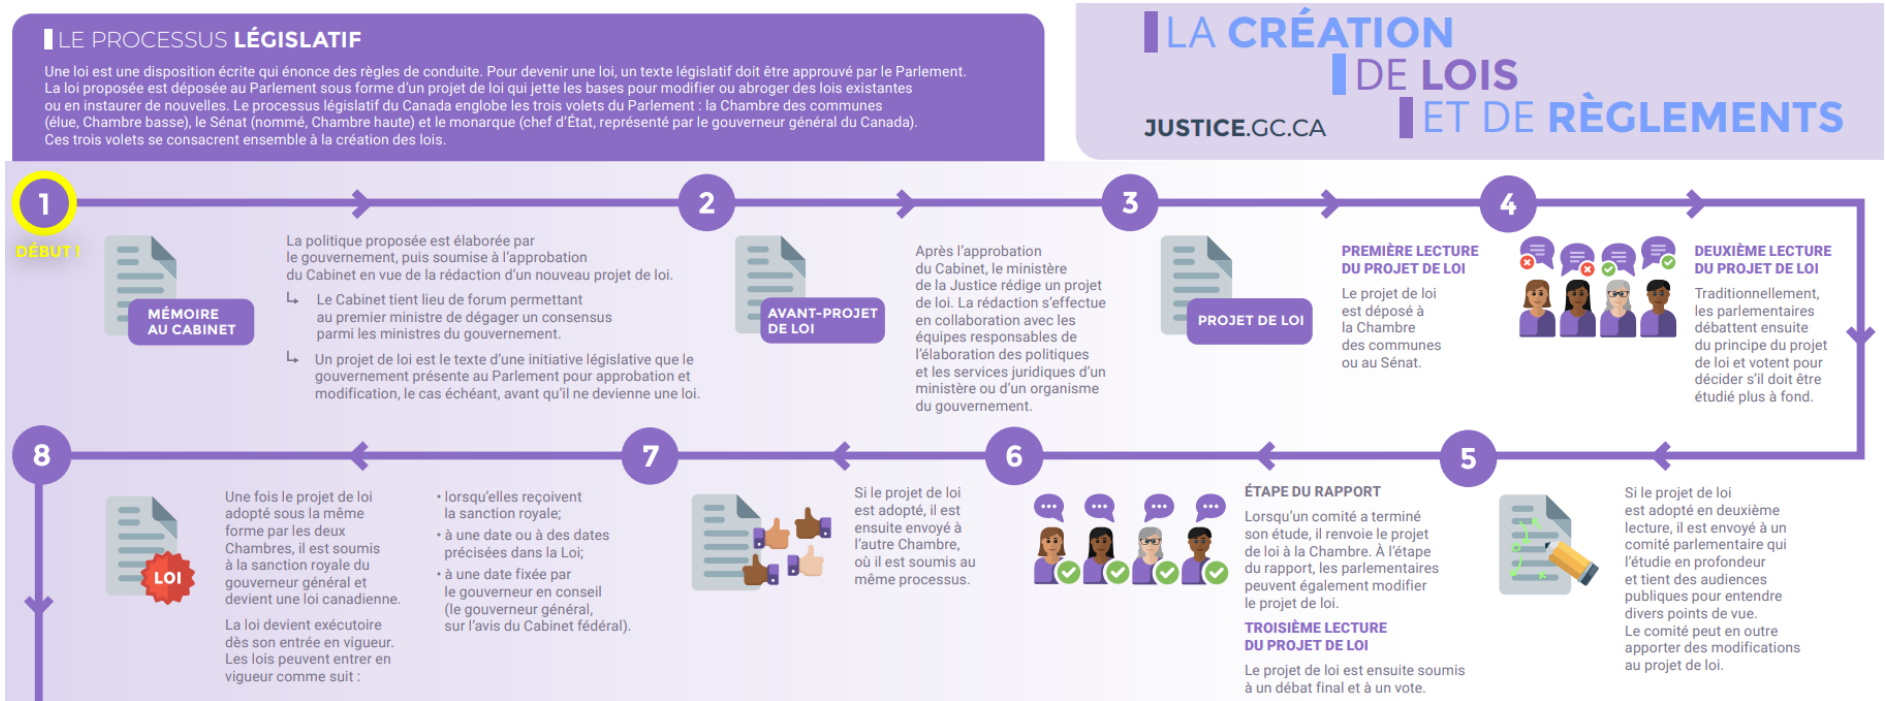 LE PROCESSUS LÉGISLATIF
Une loi est une disposition écrite qui énonce des règles de conduite. Pour devenir une loi, un texte législatif doit être approuvé par le Parlement.
La loi proposée est déposée au Parlement sous forme d'un projet de loi qui jette les bases pour modifier ou abroger des lois existantes
ou en instaurer de nouvelles. Le processus législatif du Canada englobe les trois volets du Parlement : la Chambre des communes
(élue, Chambre basse), le Sénat (nommé, Chambre haute) et le monarque (chef d'État, représenté par le gouverneur général du Canada).
Ces trois volets se consacrent ensemble à la création des lois.
LA CRÉATION
DE LOIS
ET DE RÈGLEMENTS
JUSTICE.GC.CA
1
DÉBUT !
MÉMOIRE
AU CABINET
La politique proposée est élaborée par
le gouvernement, puis soumise à l'approbation
du Cabinet en vue de la rédaction d'un nouveau projet de loi.
Le Cabinet tient lieu de forum permettant
au premier ministre de dégager un consensus
parmi les ministres du gouvernement.
Un projet de loi est le texte d'une initiative législative que le
gouvernement présente au Parlement pour approbation et
modification, le cas échéant, avant qu'il ne devienne une loi.
2
AVANT-PROJET
DE LOI
Après l'approbation
du Cabinet, le ministère
de la Justice rédige un projet
de loi. La rédaction s'effectue
en collaboration avec les
équipes responsables de
l'élaboration des politiques
et les services juridiques d'un
ministère ou d'un organisme
du gouvernement.
3
PROJET DE LOI
PREMIÈRE LECTURE
DU PROJET DE LOI
Le projet de loi
est déposé à
la Chambre
des communes
ou au Sénat.
4
DEUXIÈME LECTURE
DU PROJET DE LOI
Traditionnellement,
les parlementaires
débattent ensuite
du principe du projet
de loi et votent pour
décider s'il doit être
étudié plus à fond.
5
Si le projet de loi
est adopté en deuxième
lecture, il est envoyé à un
comité parlementaire qui
l'étudie en profondeur
et tient des audiences
publiques pour entendre
divers points de vue.
Le comité peut en outre
apporter des modifications
au projet de loi.
6
ÉTAPE DU RAPPORT
Lorsqu'un comité a terminé
son étude, il renvoie le projet
de loi à la Chambre. À l'étape
du rapport, les parlementaires
peuvent également modifier
le projet de loi.
TROISIÈME LECTURE
DU PROJET DE LOI
Le projet de loi est ensuite soumis
à un débat final et à un vote.
7
Si le projet de loi
est adopté, il est
ensuite envoyé à
l'autre Chambre,
où il est soumis au
même processus.
8
LOI
Une fois le projet de loi
adopté sous la même
forme par les deux
Chambres, il est soumis
à la sanction royale du
gouverneur général et
devient une loi canadienne.
La loi devient exécutoire
dès son entrée en vigueur.
Les lois peuvent entrer en
vigueur comme suit :
• lorsqu'elles reçoivent
la sanction royale;
• à une date ou à des dates
précisées dans la Loi;
• à une date fixée par
le gouverneur en conseil
(le gouverneur général,
sur l'avis du Cabinet fédéral).